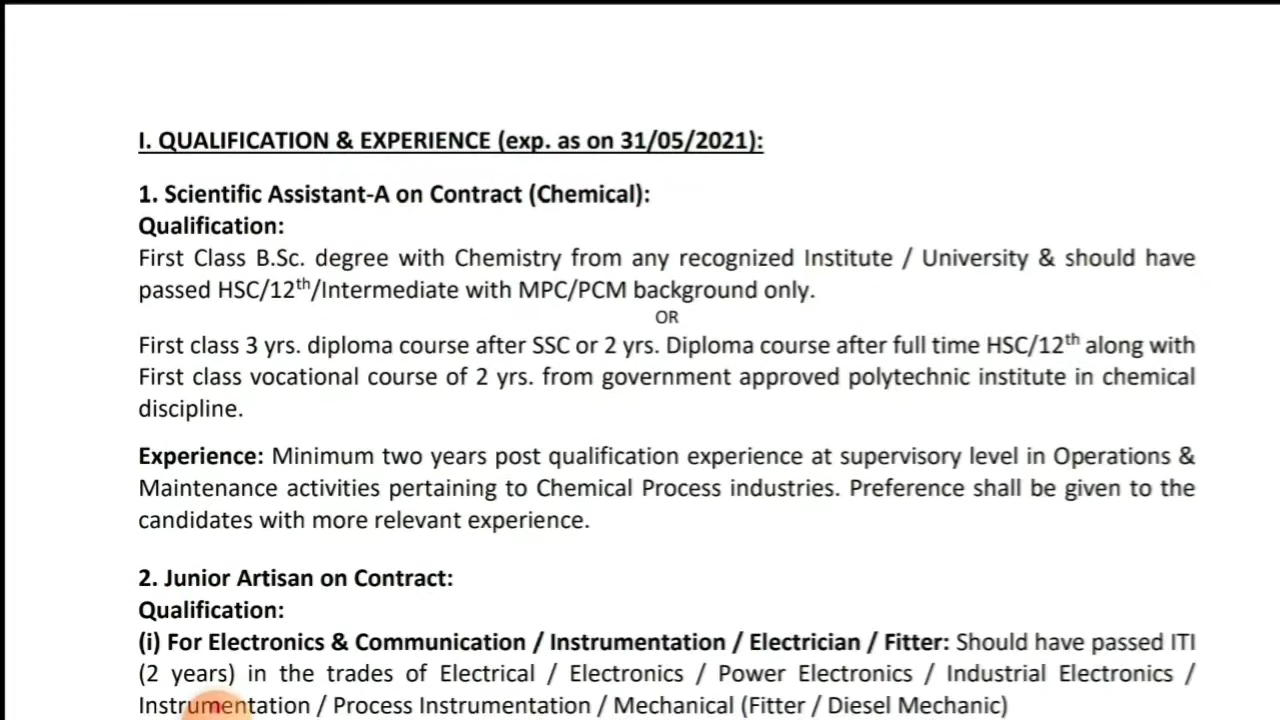 I. QUALIFICATION & EXPERIENCE (exp. as on 31/05/2021):
1. Scientific Assistant-A on Contract (Chemical):
Qualification:
First Class B.Sc. degree with Chemistry from any recognized Institute / University & should have
passed HSC/12th/Intermediate with MPC/PCM background only.
OR
First class 3 yrs. diploma course after SSC or 2 yrs. Diploma course after full time HSC/12th along with
First class vocational course of 2 yrs. from government approved polytechnic institute in chemical
discipline.
Experience: Minimum two years post qualification experience at supervisory level in Operations &
Maintenance activities pertaining to Chemical Process industries. Preference shall be given to the
candidates with more relevant experience.
2. Junior Artisan on Contract:
Qualification:
(i) For Electronics & Communication / Instrumentation / Electrician / Fitter: Should have passed ITI
(2 years) in the trades of Electrical / Electronics / Power Electronics / Industrial Electronics /
Instrumentation / Process Instrumentation / Mechanical (Fitter / Diesel Mechanic)